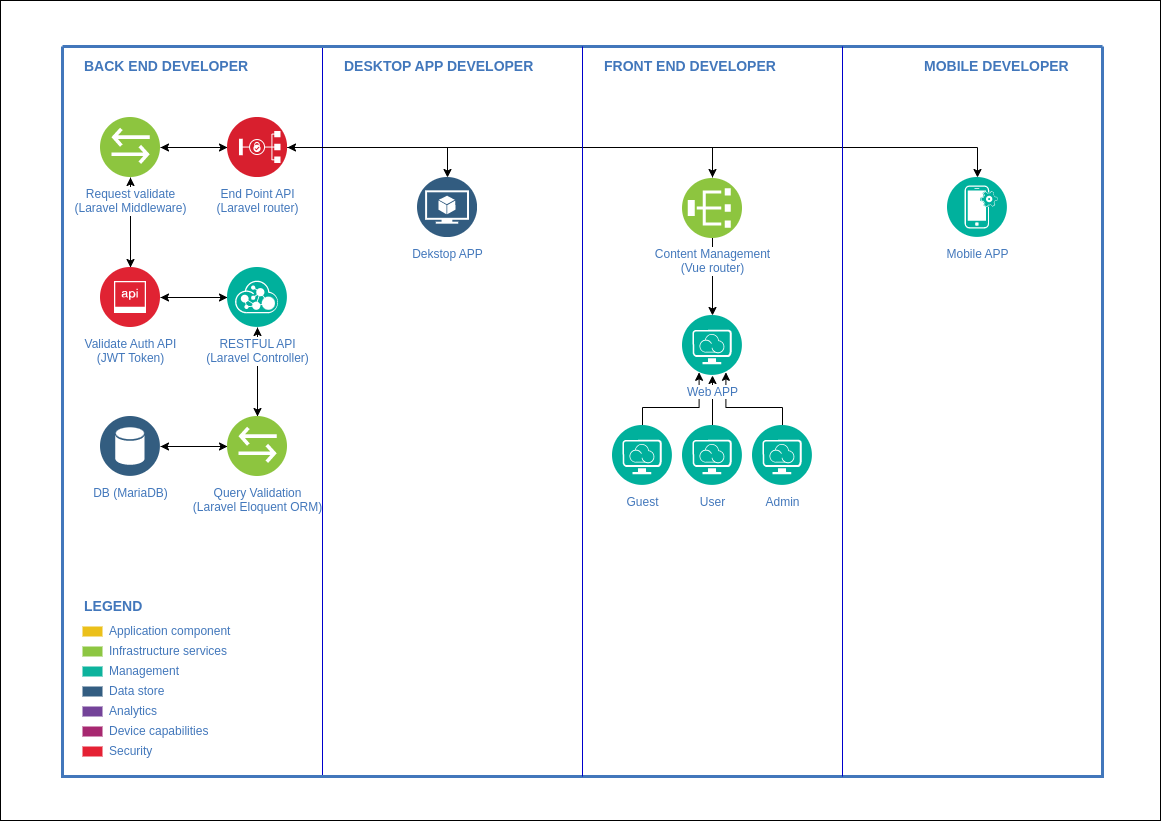 BACK END DEVELOPER
DESKTOP APP DEVELOPER
FRONT END DEVELOPER
MOBILE DEVELOPER
Request validate
(Laravel Middleware)
End Point API
(Laravel router)
Dekstop APP
Content Management
(Vue router)
Mobile APP
api
Validate Auth API
(JWT Token)
RESTFUL API
(Laravel Controller)
Web APP
DB (MariaDB)
Query Validation
(Laravel Eloquent ORM)
Guest
User
Admin
LEGEND
Application component
Infrastructure services
Management
Data store
Analytics
Device capabilities
Security